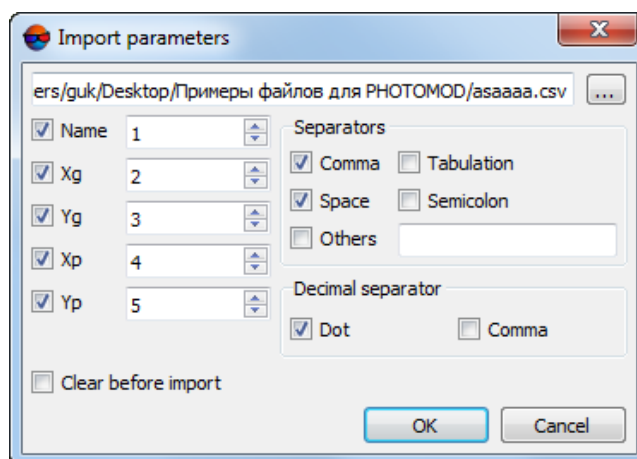 Import parameters
ers/guk/Desktop/Примеры файлов для PHOTOMOD/asaaaa.csv ...
Name 1
Xg 2
Yg 3
Xp 4
Yp 5
Separators
Comma Tabulation
Space Semicolon
Others
Decimal separator
Dot Comma
Clear before import
OK Cancel